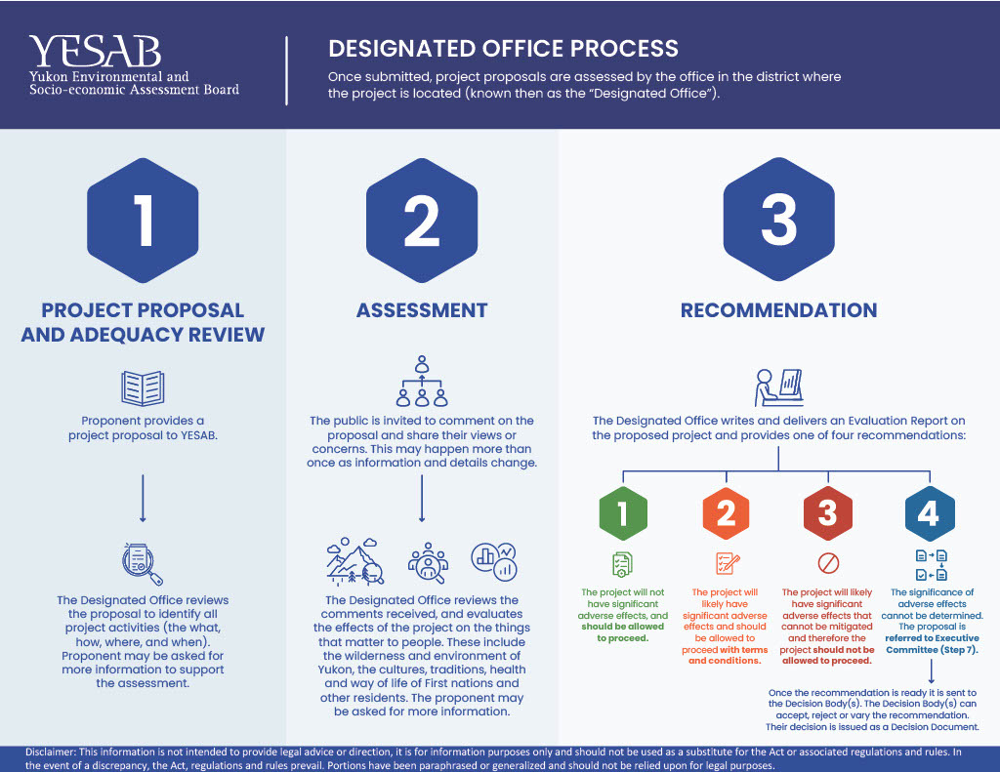 YESAB
Yukon Environmental and
Socio-economic Assessment Board
DESIGNATED OFFICE PROCESS
Once submitted, project proposals are assessed by the office in the district where
the project is located (known then as the “Designated Office”).
1
PROJECT PROPOSAL
AND ADEQUACY REVIEW
Proponent provides a
project proposal to YESAB.
The Designated Office reviews
the proposal to identify all
project activities (the what,
how, where, and when).
Proponent may be asked for
more information to support
the assessment.
2
ASSESSMENT
The public is invited to comment on the
proposal and share their views or
concerns. This may happen more than
once as information and details change.
The Designated Office reviews the
comments received, and evaluates
the effects of the project on the things
that matter to people. These include
the wilderness and environment of
Yukon, the cultures, traditions, health
and way of life of First nations and
other residents. The proponent may
be asked for more information.
3
RECOMMENDATION
The Designated Office writes and delivers an Evaluation Report on
the proposed project and provides one of four recommendations:
1
The project will not
have significant
adverse effects, and
should be allowed
to proceed.
2
The project will
likely have
significant adverse
effects and should
be allowed to
proceed with terms
and conditions.
3
The project will likely
have significant
adverse effects that
cannot be mitigated
and therefore the
project should not be
allowed to proceed.
4
The significance of
adverse effects
cannot be determined.
The proposal is
referred to Executive
Committee (Step 7).
Once the recommendation is ready it is sent to
the Decision Body(s). The Decision Body(s) can
accept, reject or vary the recommendation.
Their decision is issued as a Decision Document.
Disclaimer: This information is not intended to provide legal advice or direction, it is for information purposes only and should not be used as a substitute for the Act or associated regulations and rules. In
the event of a discrepancy, the Act, regulations and rules prevail. Portions have been paraphrased or generalized and should not be relied upon for legal purposes.